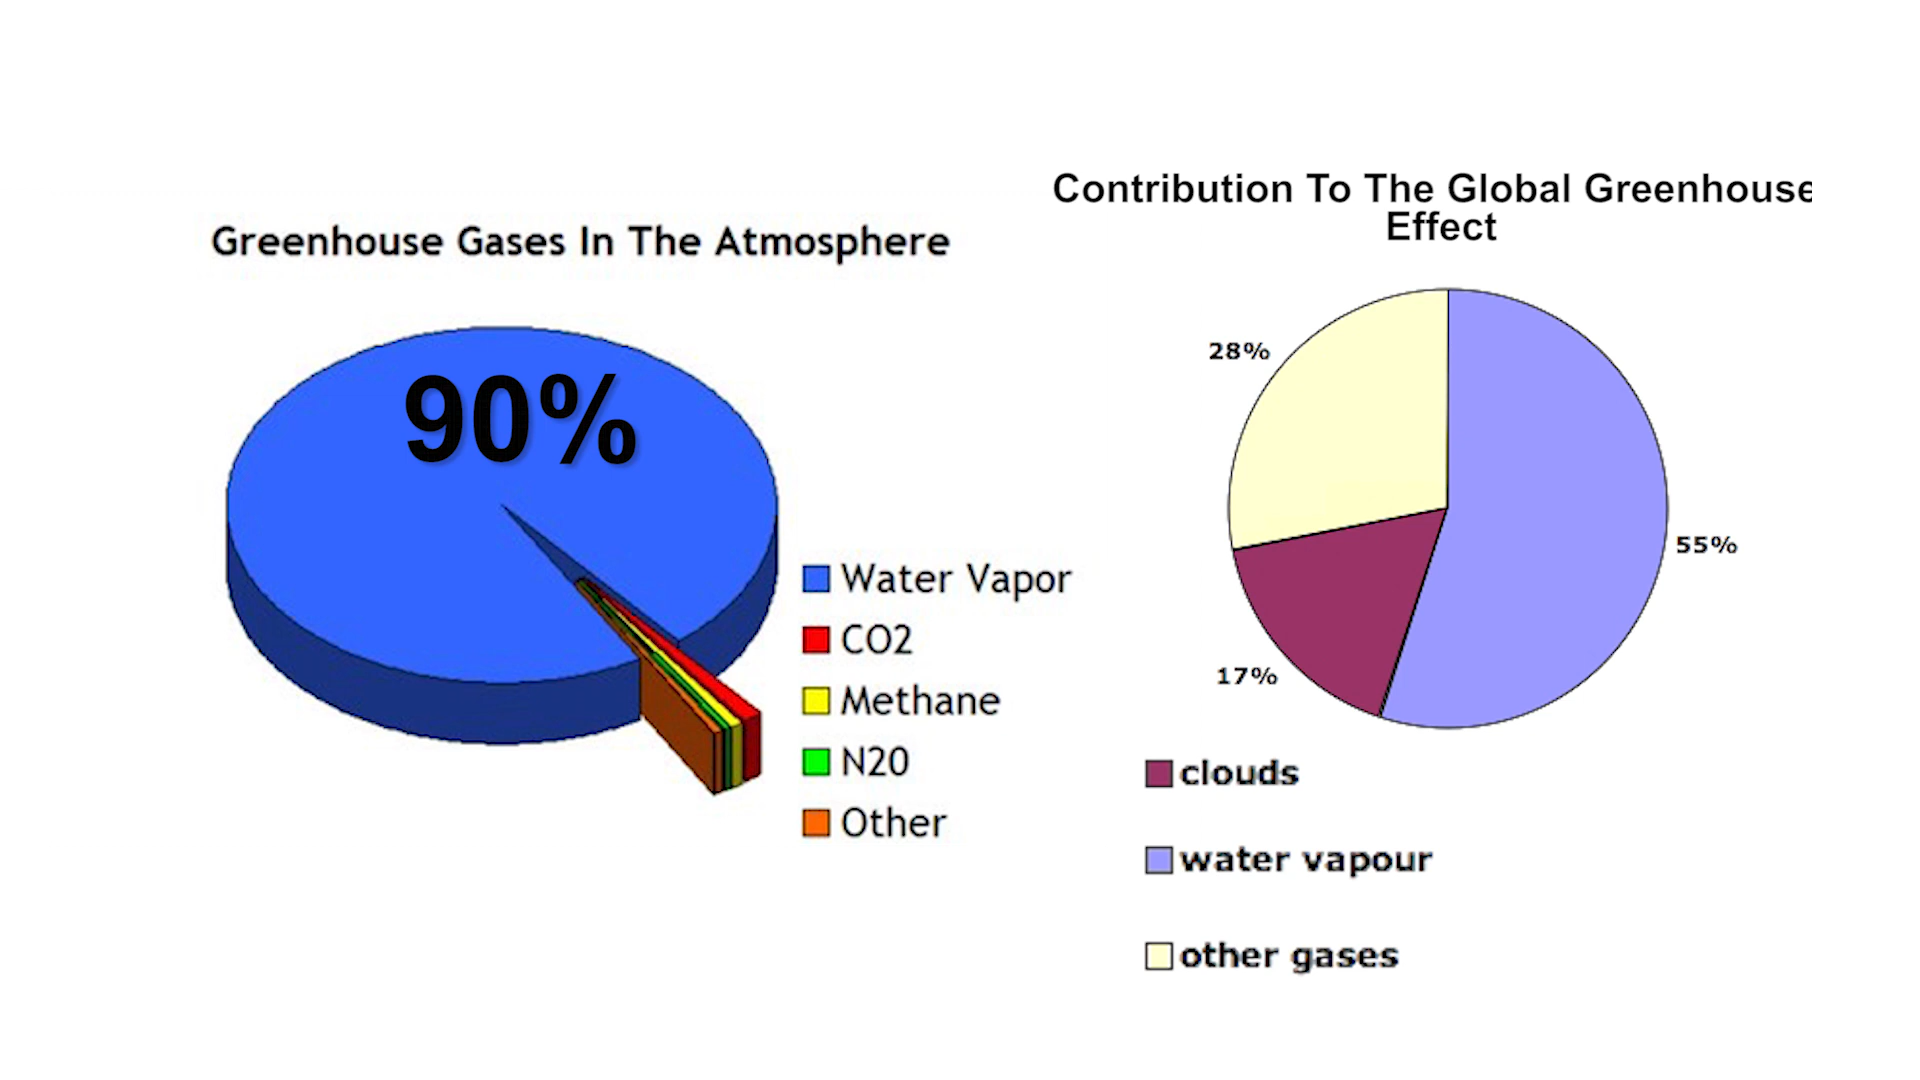 Greenhouse Gases In The Atmosphere
90%
Water Vapor
CO2
Methane
N20
Other
Contribution To The Global Greenhouse
Effect
28%
55%
17%
clouds
water vapour
other gases